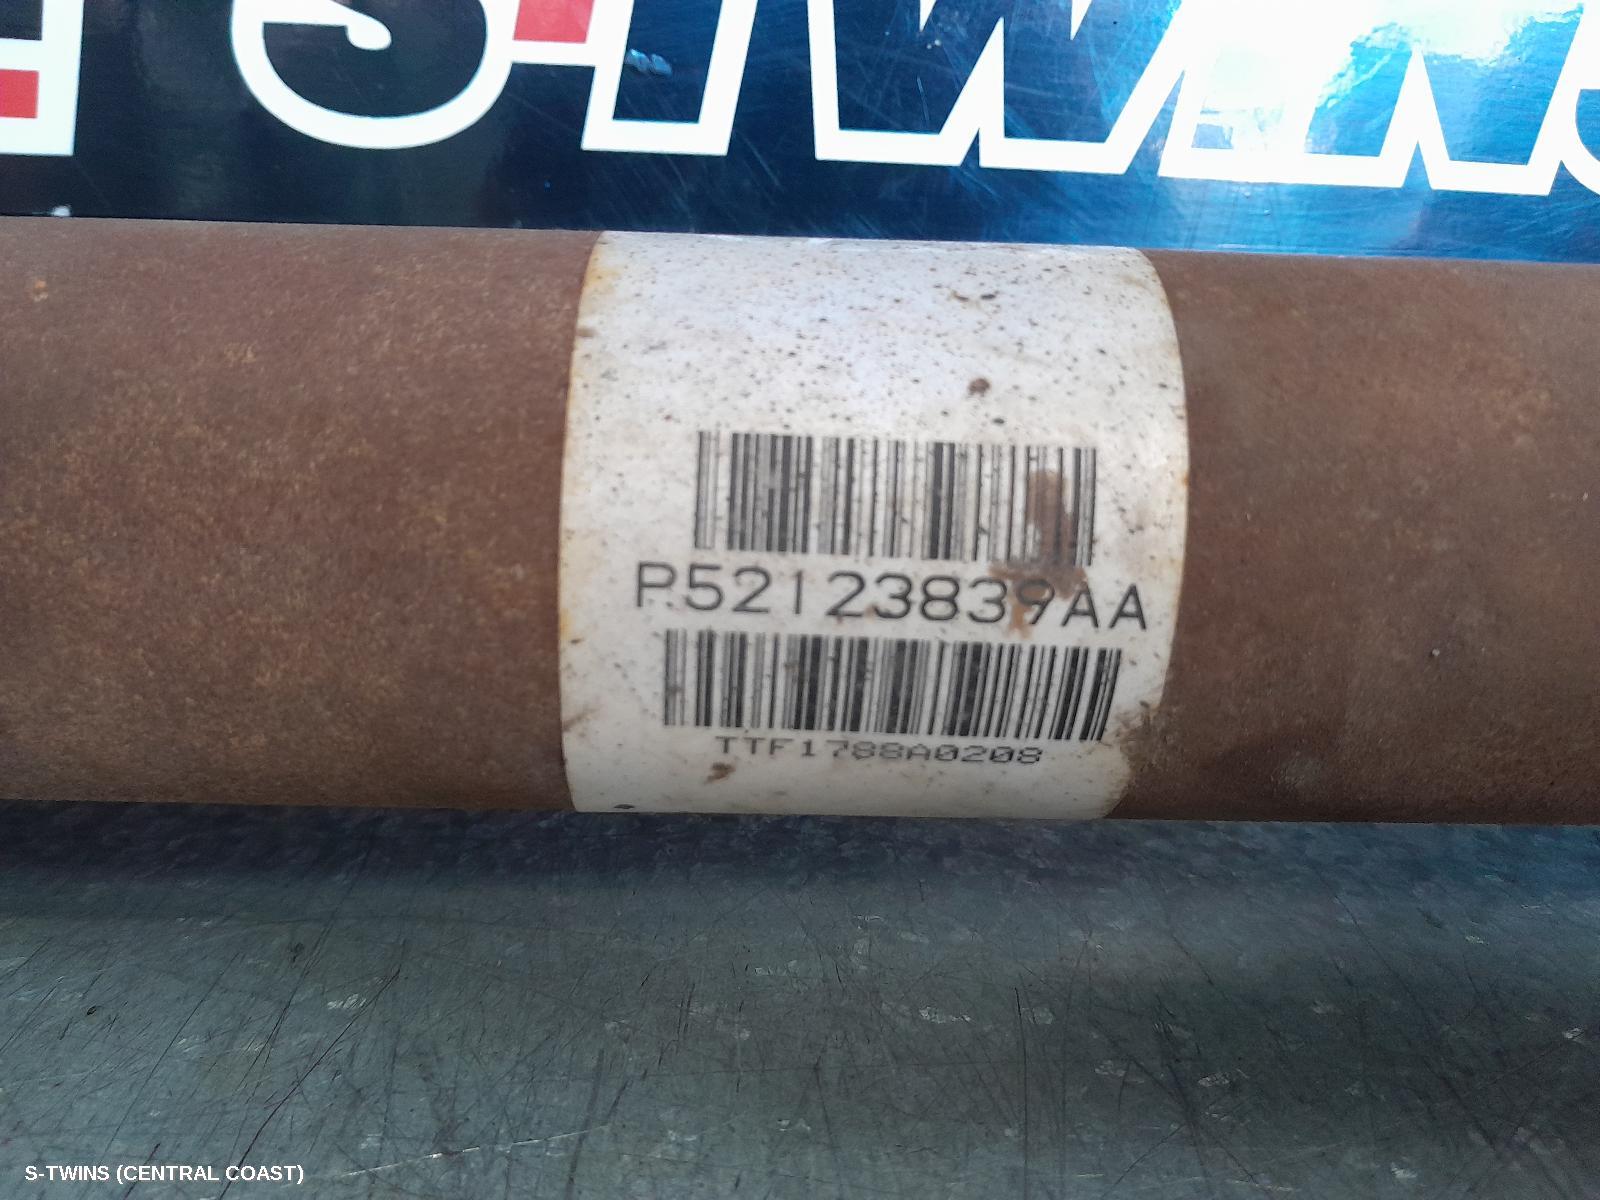 S-TWINS
P52123839AA
TTF1788A0208
S-TWINS (CENTRAL COAST)